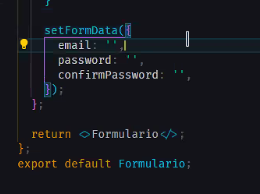 }
setFormData({
email: '',
password: '',
confirmPassword: '',
});
};
return <>Formulario</>;
};
export default Formulario;